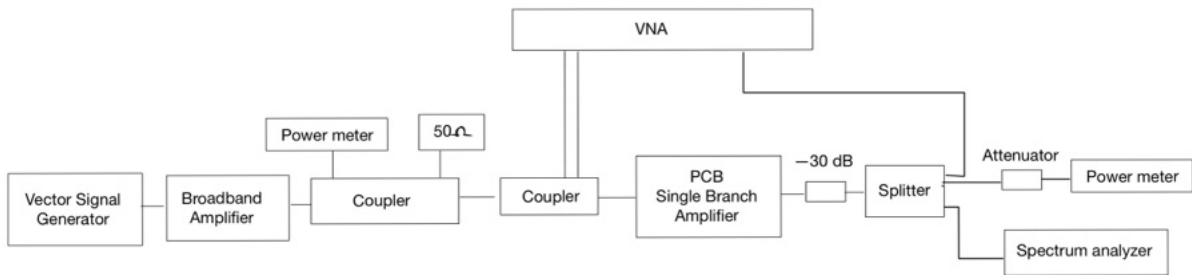 VNA
Power meter
50Ω
Vector Signal
Generator
Broadband
Amplifier
Coupler
Coupler
PCB
Single Branch
Amplifier
—30 dB
Splitter
Attenuator
Power meter
Spectrum analyzer